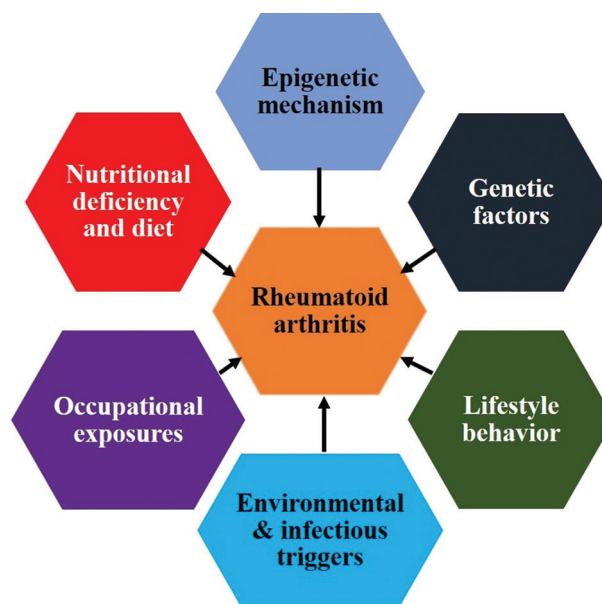 Epigenetic
mechanism
Nutritional
deficiency
and diet
Genetic
factors
Rheumatoid
arthritis
Occupational
exposures
Lifestyle
behavior
Environmental
& infectious
triggers